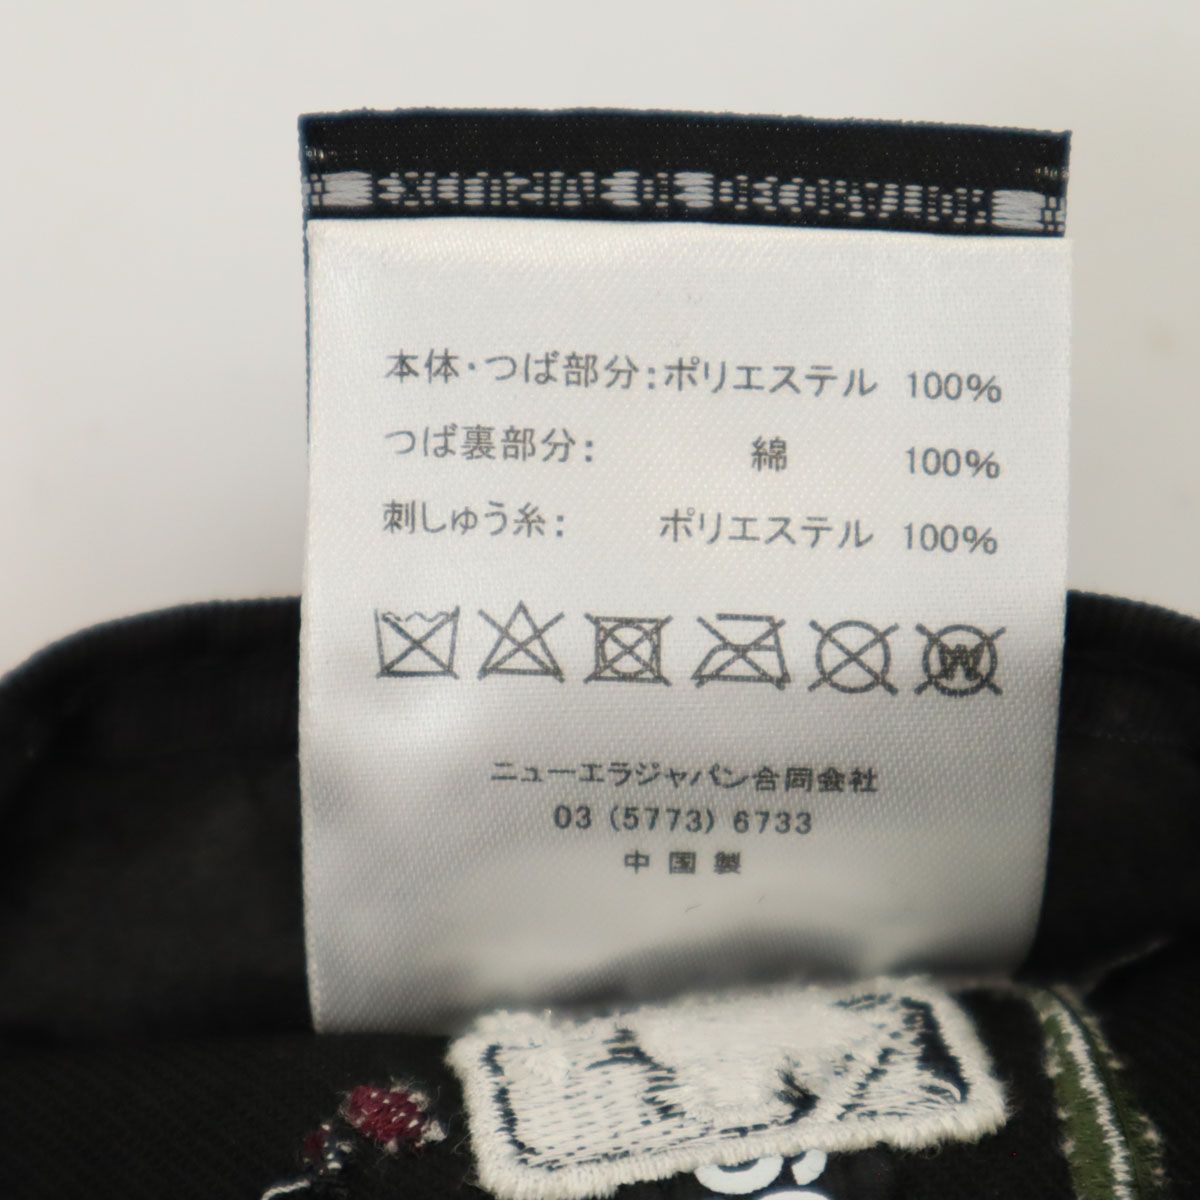 本体・つば部分:ポリエステル 100%
つば裏部分: 綿 100%
刺しゅう糸: ポリエステル 100%
W
ニューエラジャパン合同会社
03 (5773) 6733
中国製